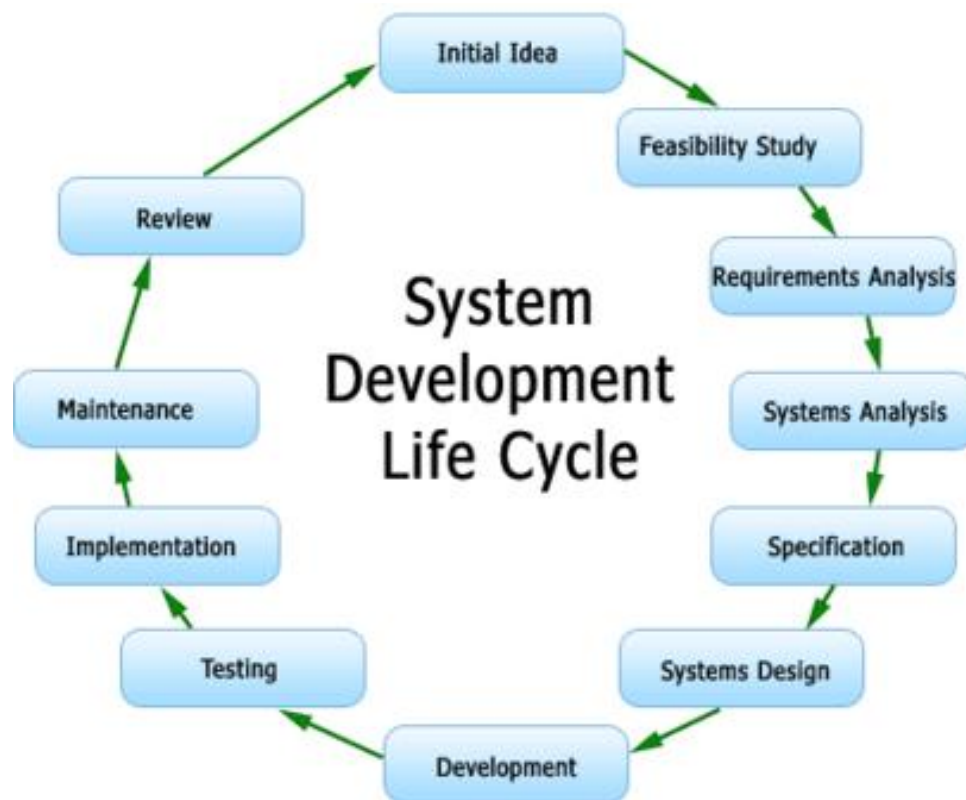 Initial Idea
Feasibility Study
Requirements Analysis
Systems Analysis
Specification
Systems Design
Development
Testing
Implementation
Maintenance
Review
System
Development
Life Cycle